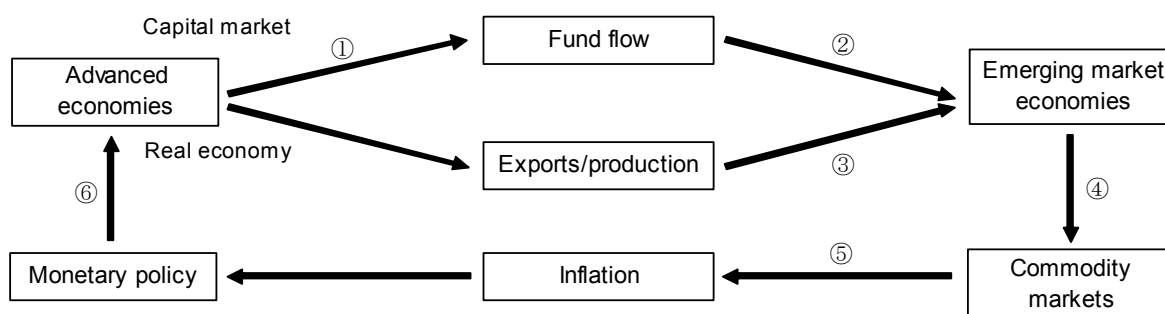 Capital market
①
Fund flow
②
Advanced
economies
Emerging market
economies
Real economy
Exports/production
③
⑥
④
Monetary policy
Inflation
⑤
Commodity
markets